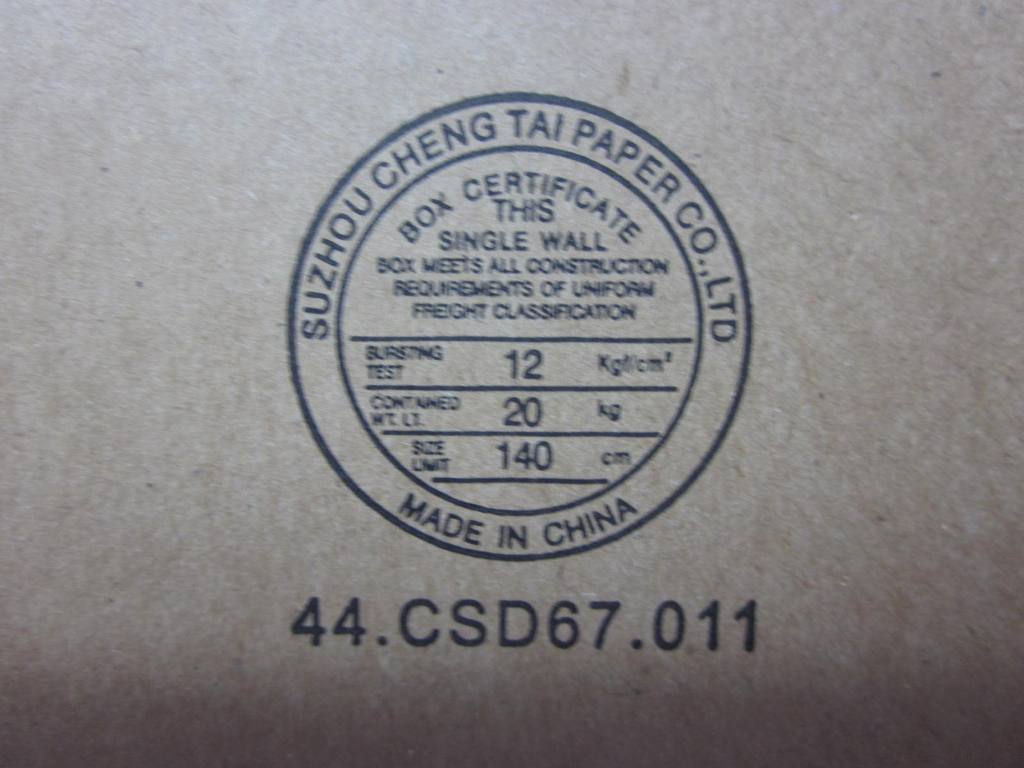 SUZHOU CHENG TAI PAPER CO.,LTD
BOX CERTIFICATE
THIS
SINGLE WALL
BOX MEETS ALL CONSTRUCTION
REQUIREMENTS OF UNIFORM
FREIGHT CLASSIFICATION
BURSTING
TEST 12 Kgf/cm²
CONTAINED
WT. LT. 20 kg
SIZE
LIMIT 140 cm
MADE IN CHINA
44.CSD67.011